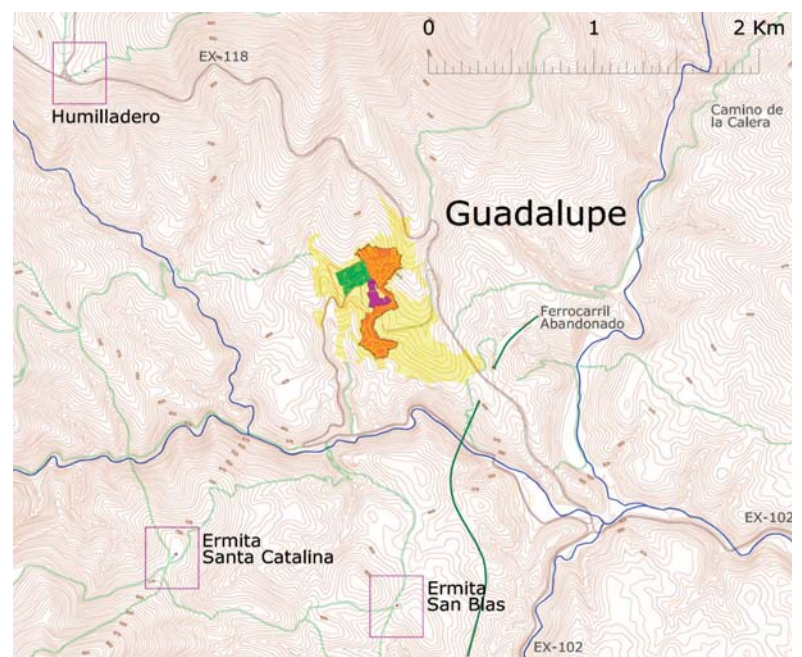 0 1 2 Km
EX-118
Humilladero
Camino de
la Calera
Guadalupe
Ferrocarril
Abandonado
EX-102
Ermita
Santa Catalina
Ermita
San Blas
EX-102